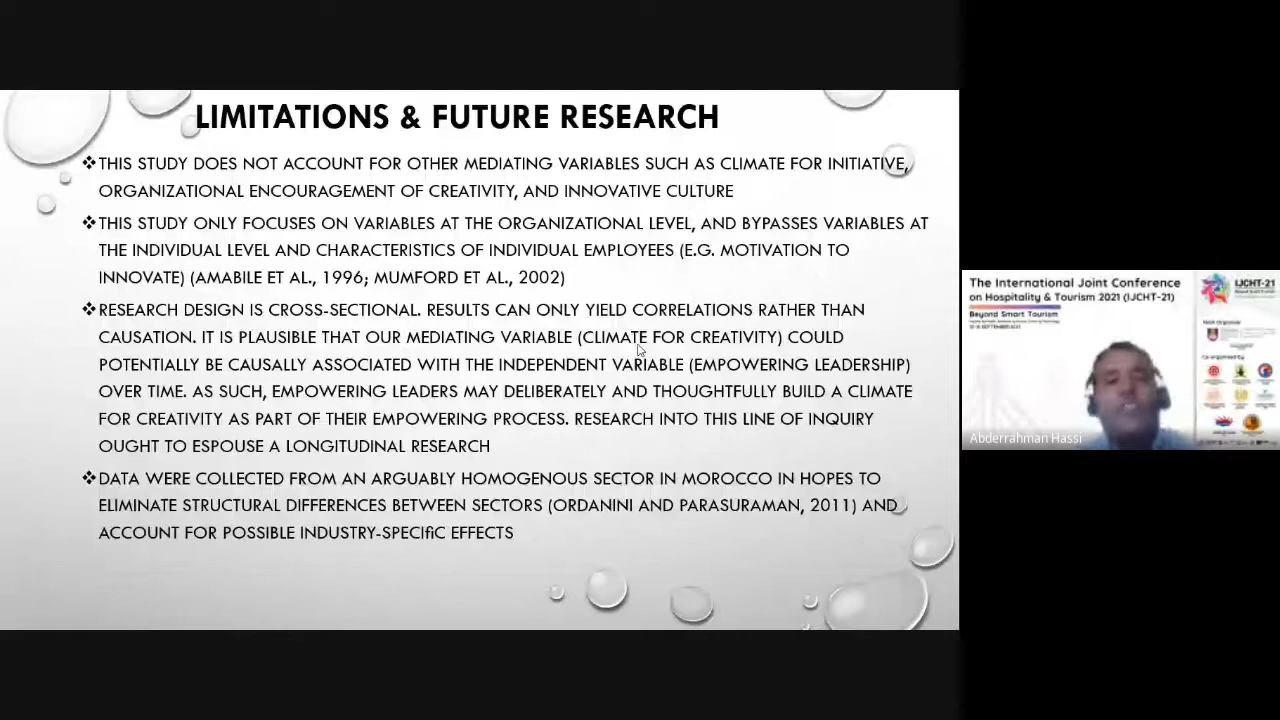 LIMITATIONS & FUTURE RESEARCH
❖THIS STUDY DOES NOT ACCOUNT FOR OTHER MEDIATING VARIABLES SUCH AS CLIMATE FOR INITIATIVE,
ORGANIZATIONAL ENCOURAGEMENT OF CREATIVITY, AND INNOVATIVE CULTURE
❖THIS STUDY ONLY FOCUSES ON VARIABLES AT THE ORGANIZATIONAL LEVEL, AND BYPASSES VARIABLES AT
THE INDIVIDUAL LEVEL AND CHARACTERISTICS OF INDIVIDUAL EMPLOYEES (E.G. MOTIVATION TO
INNOVATE) (AMABILE ET AL., 1996; MUMFORD ET AL., 2002)
❖RESEARCH DESIGN IS CROSS-SECTIONAL. RESULTS CAN ONLY YIELD CORRELATIONS RATHER THAN
CAUSATION. IT IS PLAUSIBLE THAT OUR MEDIATING VARIABLE (CLIMATE FOR CREATIVITY) COULD
POTENTIALLY BE CAUSALLY ASSOCIATED WITH THE INDEPENDENT VARIABLE (EMPOWERING LEADERSHIP)
OVER TIME. AS SUCH, EMPOWERING LEADERS MAY DELIBERATELY AND THOUGHTFULLY BUILD A CLIMATE
FOR CREATIVITY AS PART OF THEIR EMPOWERING PROCESS. RESEARCH INTO THIS LINE OF INQUIRY
OUGHT TO ESPOUSE A LONGITUDINAL RESEARCH
❖DATA WERE COLLECTED FROM AN ARGUABLY HOMOGENOUS SECTOR IN MOROCCO IN HOPES TO
ELIMINATE STRUCTURAL DIFFERENCES BETWEEN SECTORS (ORDANINI AND PARASURAMAN, 2011) AND
ACCOUNT FOR POSSIBLE INDUSTRY-SPECIfiC EFFECTS
The International Joint Conference
on Hospitality & Tourism 2021 (IJCHT-21)
Beyond Smart Tourism
IJCHT-21
Abderrahman Hassi